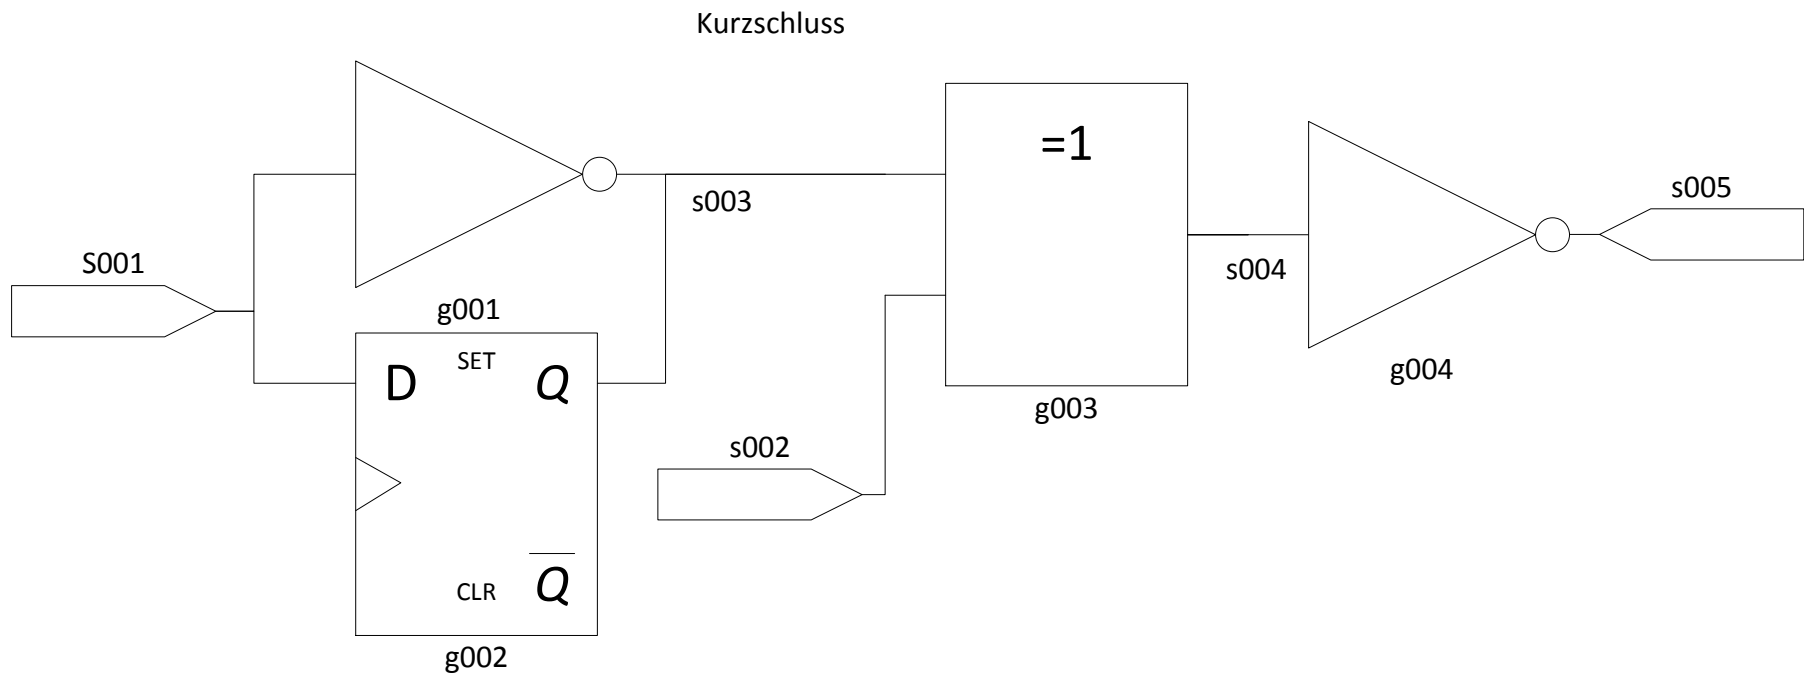 Kurzschluss
=1
s003
s005
S001
s004
g001
D
SET
Q
g004
g003
s002
CLR
Q
g002